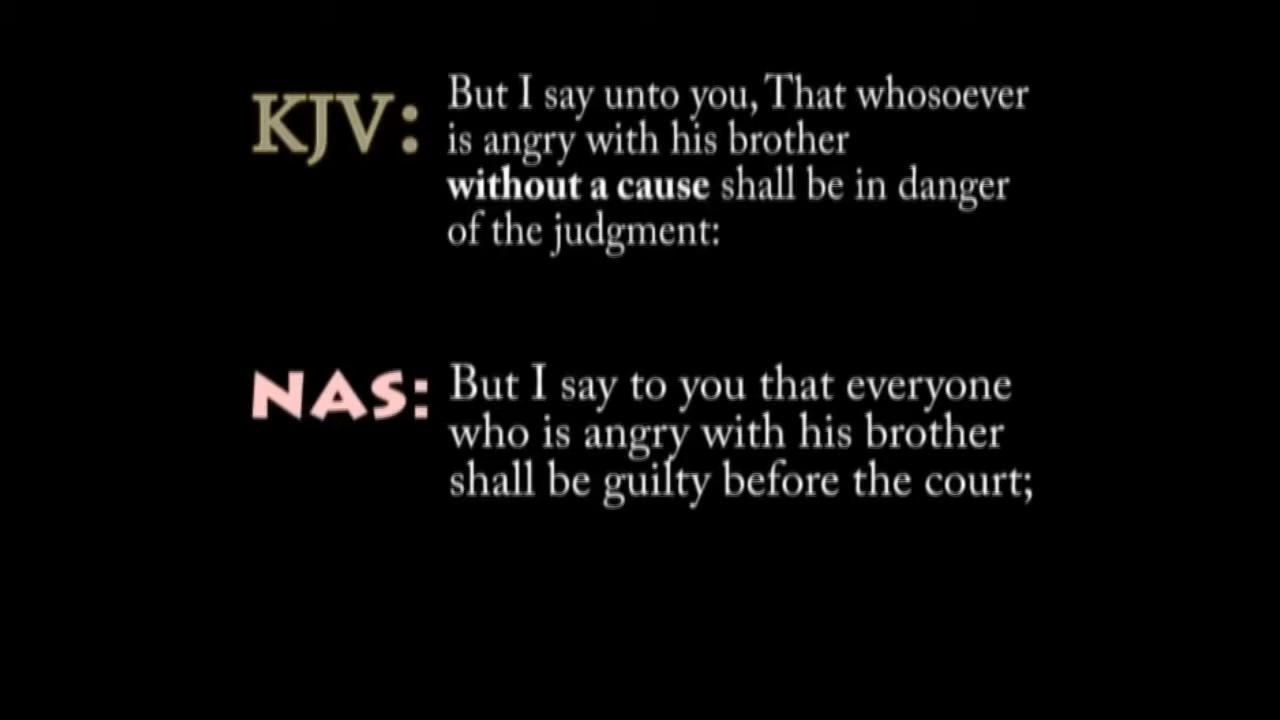 KJV: But I say unto you, That whosoever
is angry with his brother
without a cause shall be in danger
of the judgment:
NAS: But I say to you that everyone
who is angry with his brother
shall be guilty before the court;